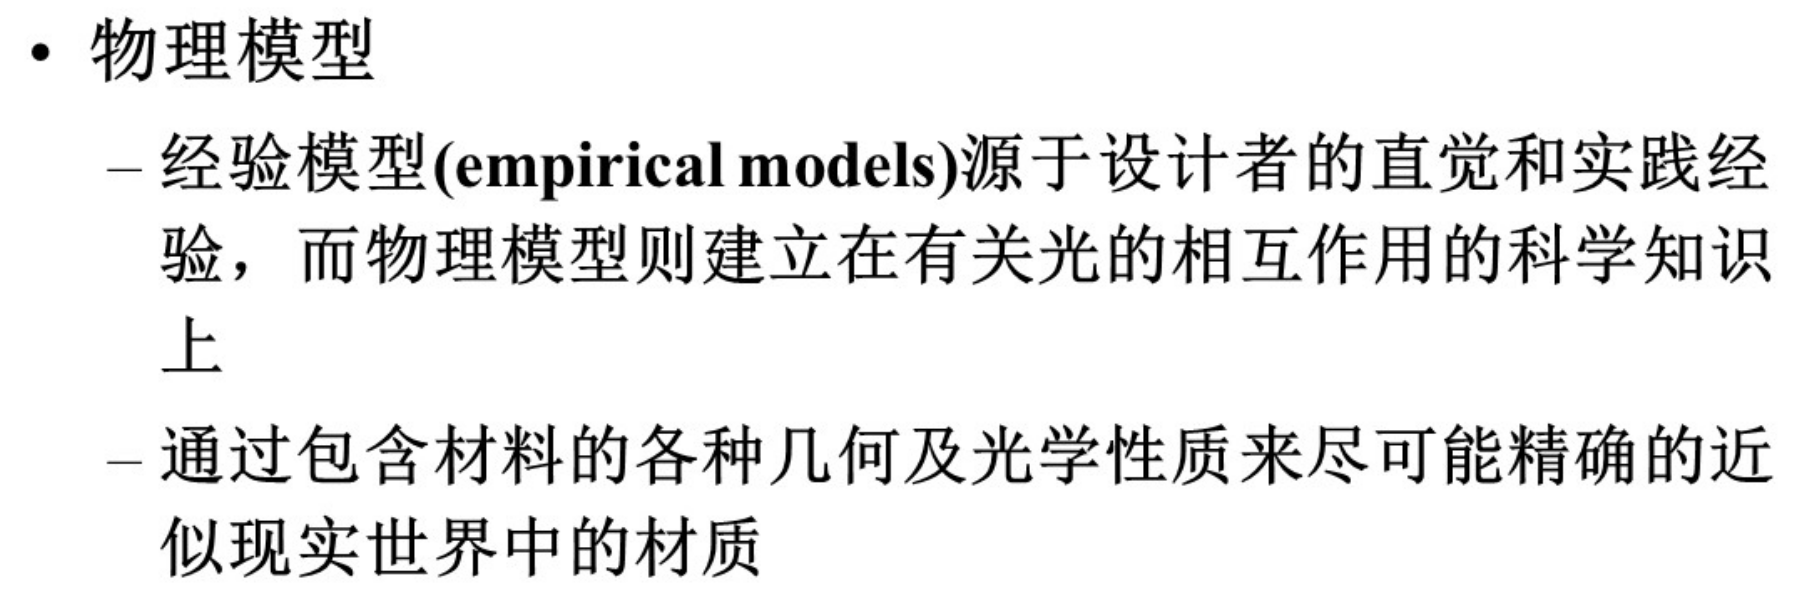 • 物理模型
– 经验模型(empirical models)源于设计者的直觉和实践经
验，而物理模型则建立在有关光的相互作用的科学知识
上
– 通过包含材料的各种几何及光学性质来尽可能精确的近
似现实世界中的材质